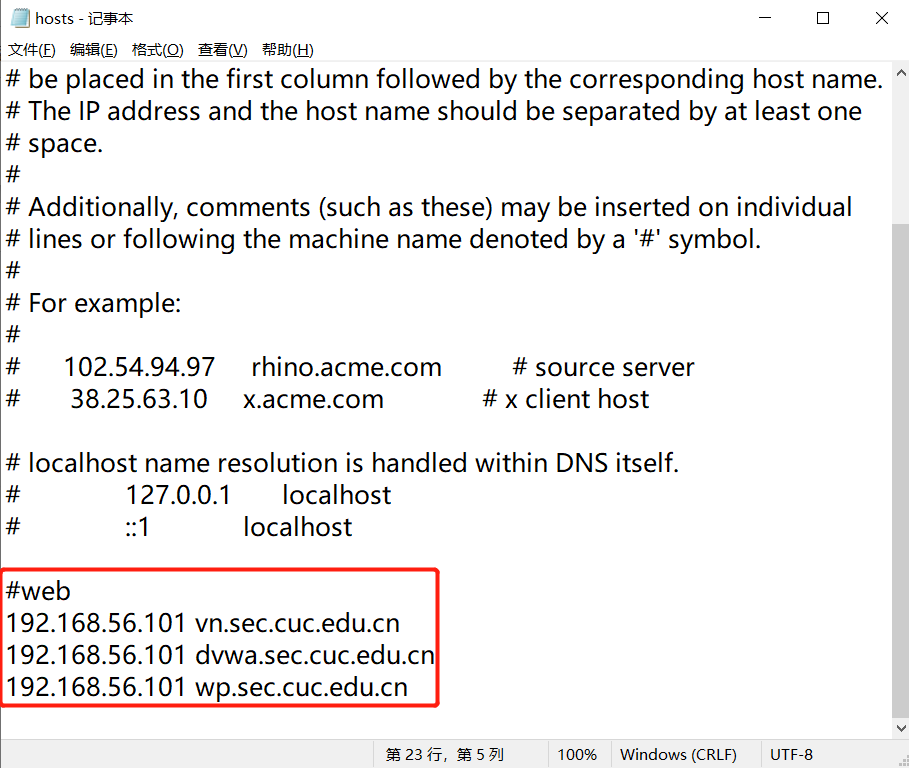 hosts - 记事本
文件(F) 编辑(E) 格式(O) 查看(V) 帮助(H)
# be placed in the first column followed by the corresponding host name.
# The IP address and the host name should be separated by at least one
# space.
#
# Additionally, comments (such as these) may be inserted on individual
# lines or following the machine name denoted by a '#' symbol.
#
# For example:
#
# 102.54.94.97 rhino.acme.com # source server
# 38.25.63.10 x.acme.com # x client host
# localhost name resolution is handled within DNS itself.
# 127.0.0.1 localhost
# ::1 localhost
#web
192.168.56.101 vn.sec.cuc.edu.cn
192.168.56.101 dvwa.sec.cuc.edu.cn
192.168.56.101 wp.sec.cuc.edu.cn
第 23 行，第 5 列 100% Windows (CRLF) UTF-8